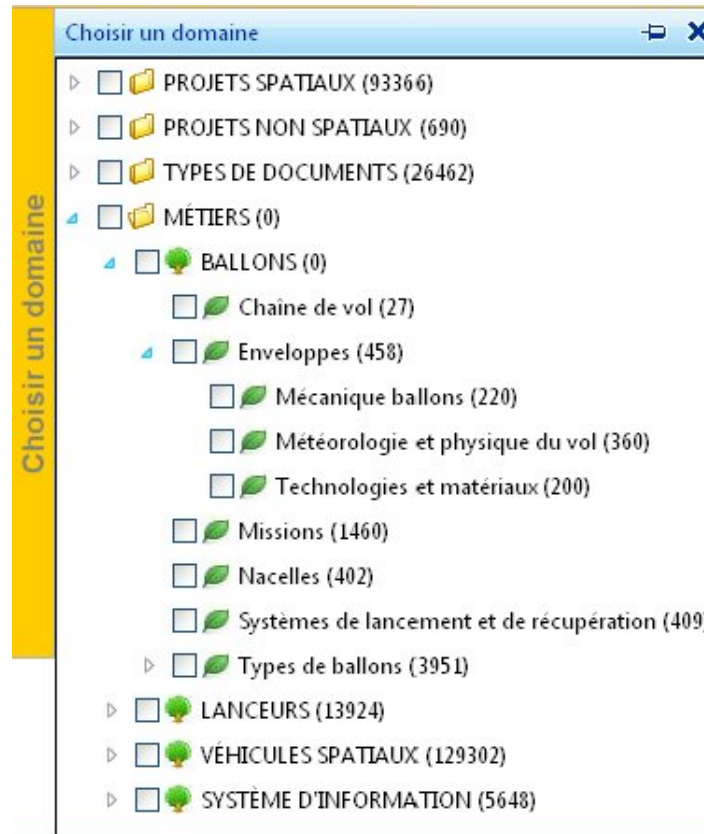 Choisir un domaine
Choisir un domaine
PROJETS SPATIAUX (93366)
PROJETS NON SPATIAUX (690)
TYPES DE DOCUMENTS (26462)
MÉTIERS (0)
BALLONS (0)
Chaîne de vol (27)
Enveloppes (458)
Mécanique ballons (220)
Météorologie et physique du vol (360)
Technologies et matériaux (200)
Missions (1460)
Nacelles (402)
Systèmes de lancement et de récupération (409)
Types de ballons (3951)
LANCEURS (13924)
VÉHICULES SPATIAUX (129302)
SYSTÈME D'INFORMATION (5648)